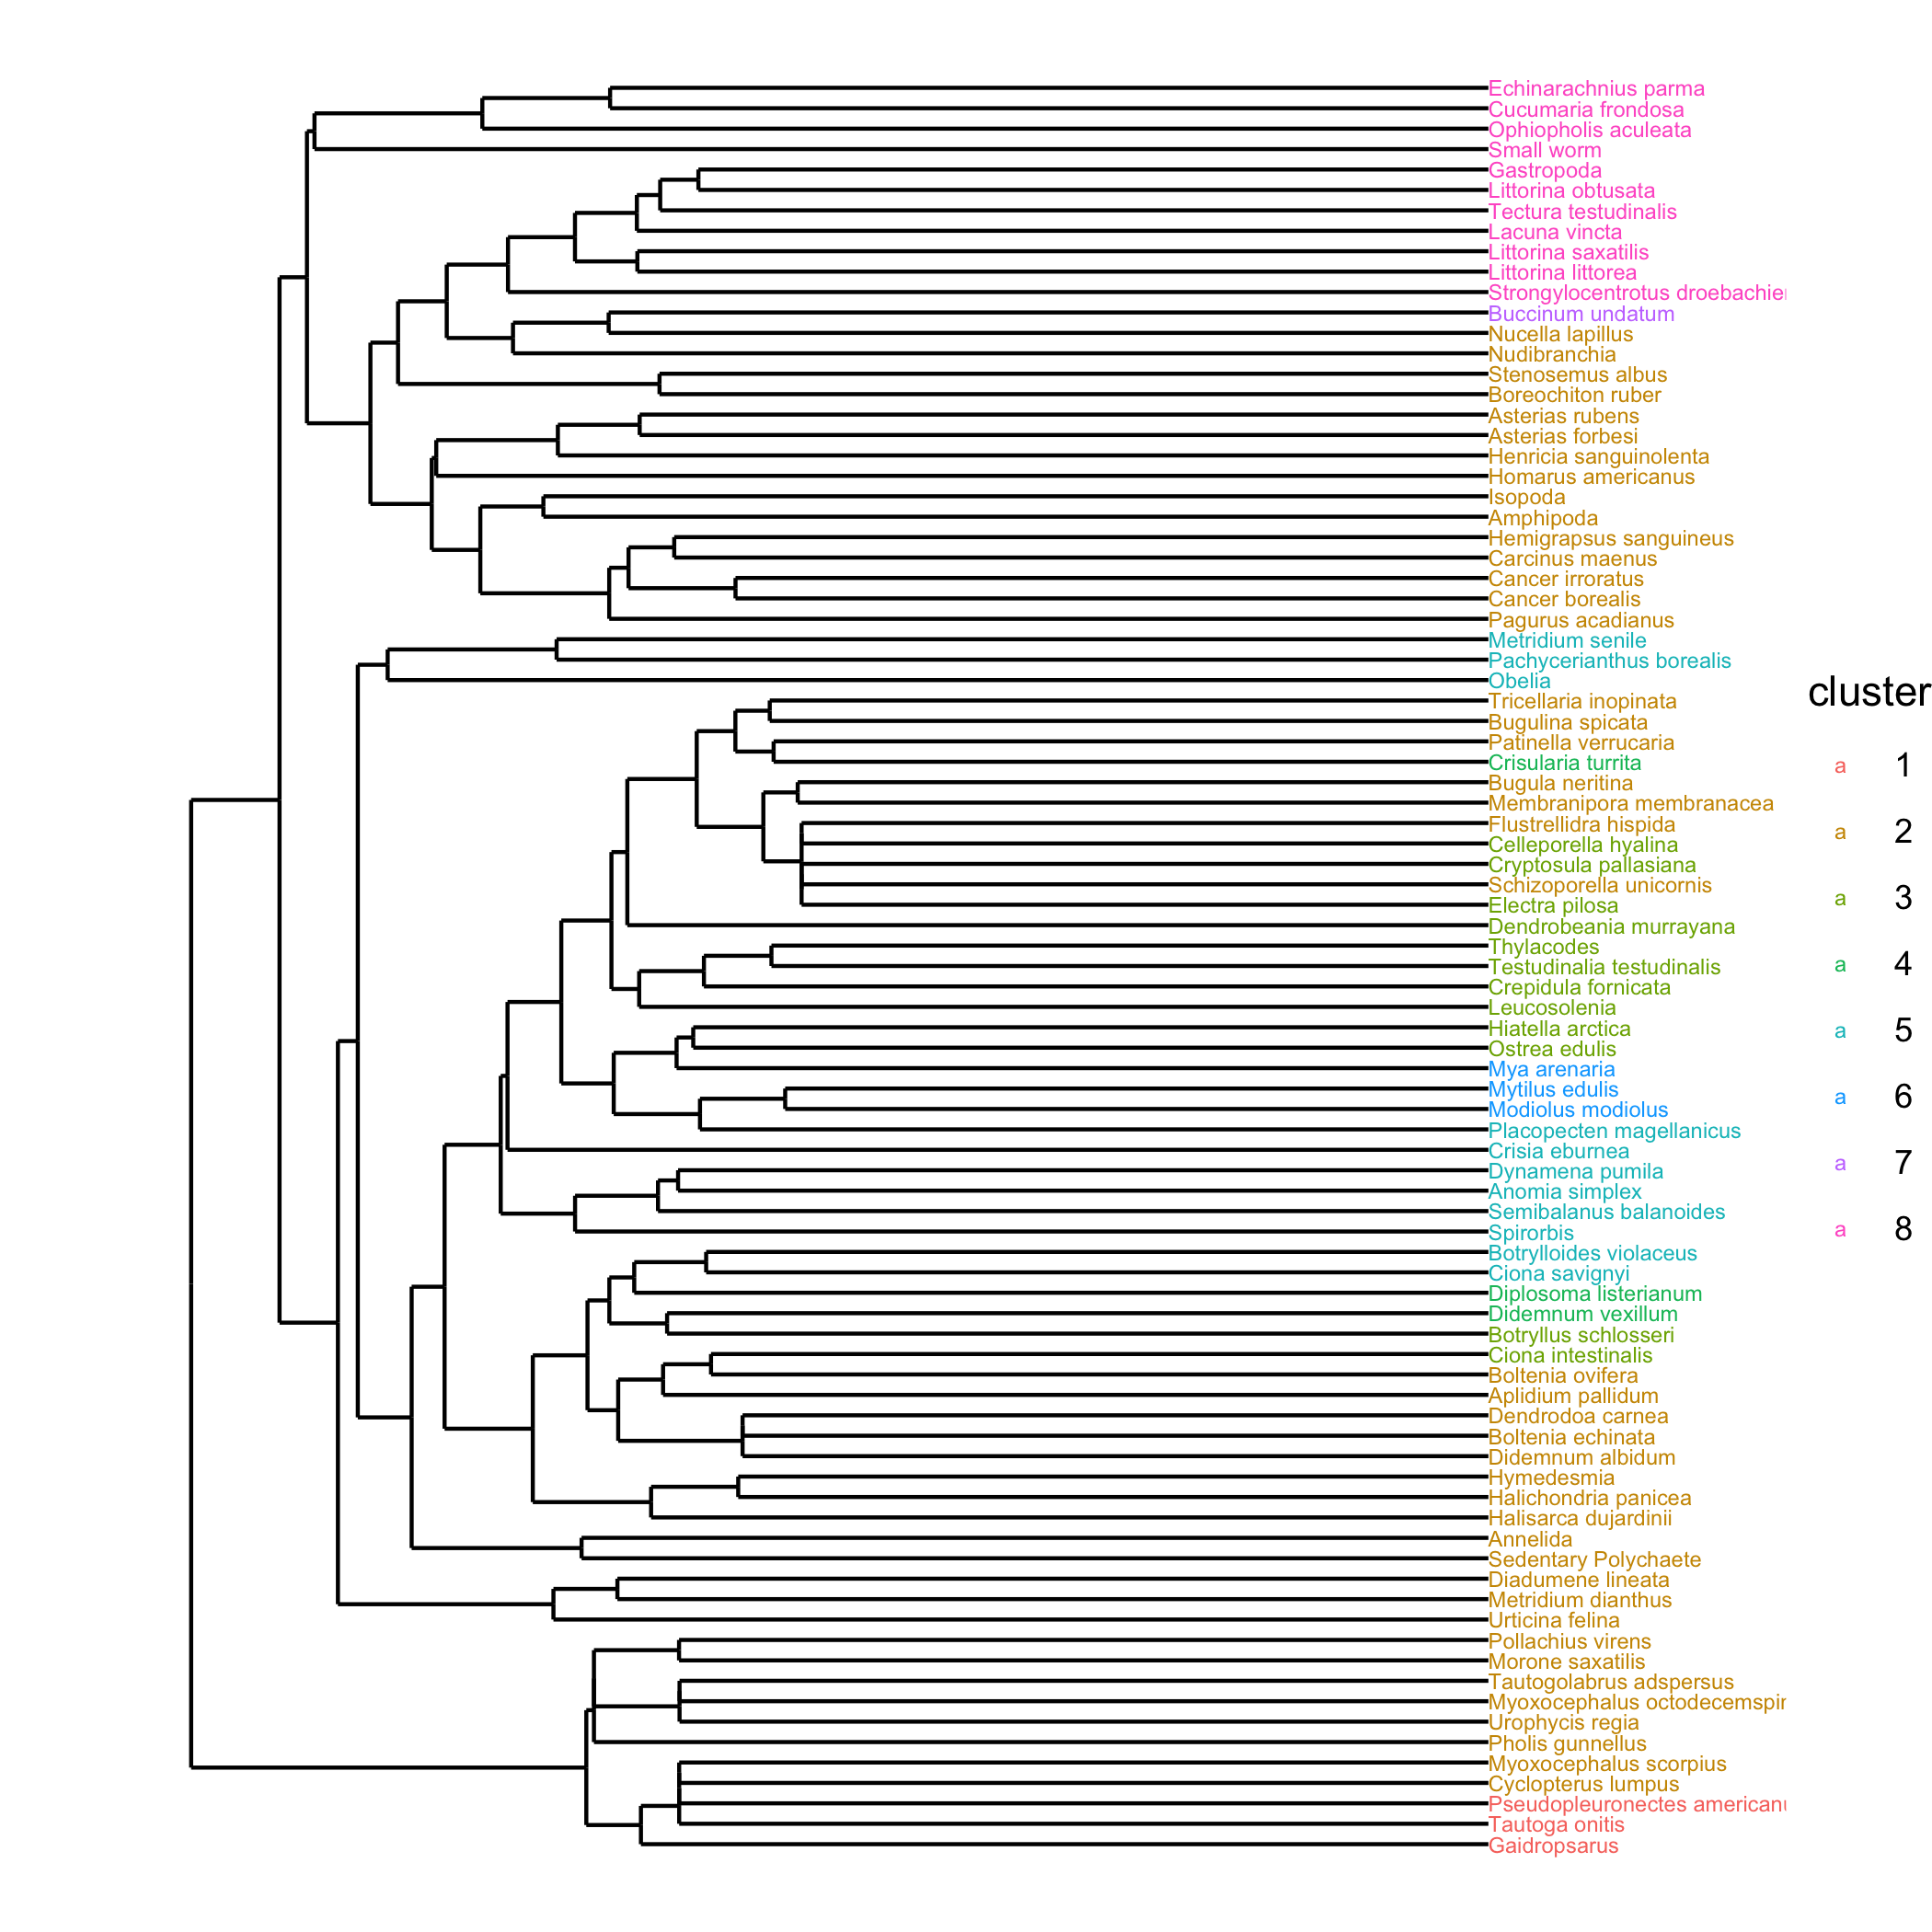 Echinarachnius parma
Cucumaria frondosa
Ophiopholis aculeata
Small worm
Gastropoda
Littorina obtusata
Tectura testudinalis
Lacuna vincta
Littorina saxatilis
Littorina littorea
Strongylocentrotus droebachie
Buccinum undatum
Nucella lapillus
Nudibranchia
Stenosemus albus
Boreochiton ruber
Asterias rubens
Asterias forbesi
Henricia sanguinolenta
Homarus americanus
Isopoda
Amphipoda
Hemigrapsus sanguineus
Carcinus maenus
Cancer irroratus
Cancer borealis
Pagurus acadianus
Metridium senile
Pachycerianthus borealis
Obelia
Tricellaria inopinata
Bugulina spicata
Patinella verrucaria
Crisularia turrita
Bugula neritina
Membranipora membranacea
Flustrellidra hispida
Celleporella hyalina
Cryptosula pallasiana
Schizoporella unicornis
Electra pilosa
Dendrobeania murrayana
Thylacodes
Testudinalia testudinalis
Crepidula fornicata
Leucosolenia
Hiatella arctica
Ostrea edulis
Mya arenaria
Mytilus edulis
Modiolus modiolus
Placopecten magellanicus
Crisia eburnea
Dynamena pumila
Anomia simplex
Semibalanus balanoides
Spirorbis
Botrylloides violaceus
Ciona savignyi
Diplosoma listerianum
Didemnum vexillum
Botryllus schlosseri
Ciona intestinalis
Boltenia ovifera
Aplidium pallidum
Dendrodoa carnea
Boltenia echinata
Didemnum albidum
Hymedesmia
Halichondria panicea
Halisarca dujardinii
Annelida
Sedentary Polychaete
Diadumene lineata
Metridium dianthus
Urticina felina
Pollachius virens
Morone saxatilis
Tautogolabrus adspersus
Myoxocephalus octodecemspi
Urophycis regia
Pholis gunnellus
Myoxocephalus scorpius
Cyclopterus lumpus
Pseudopleuronectes american
Tautoga onitis
Gaidropsarus
cluster
a 1
a 2
a 3
a 4
a 5
a 6
a 7
a 8